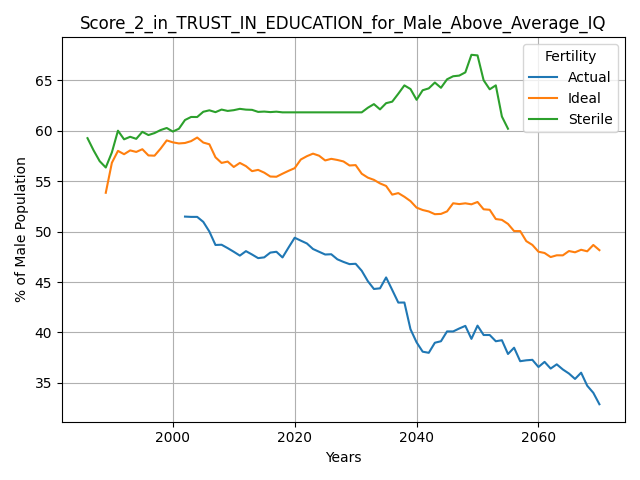 Score_2_in_TRUST_IN_EDUCATION_for_Male_Above_Average_IQ
% of Male Population
65
60
55
50
45
40
35
2000
2020
2040
2060
Years
Fertility
Actual
Ideal
Sterile